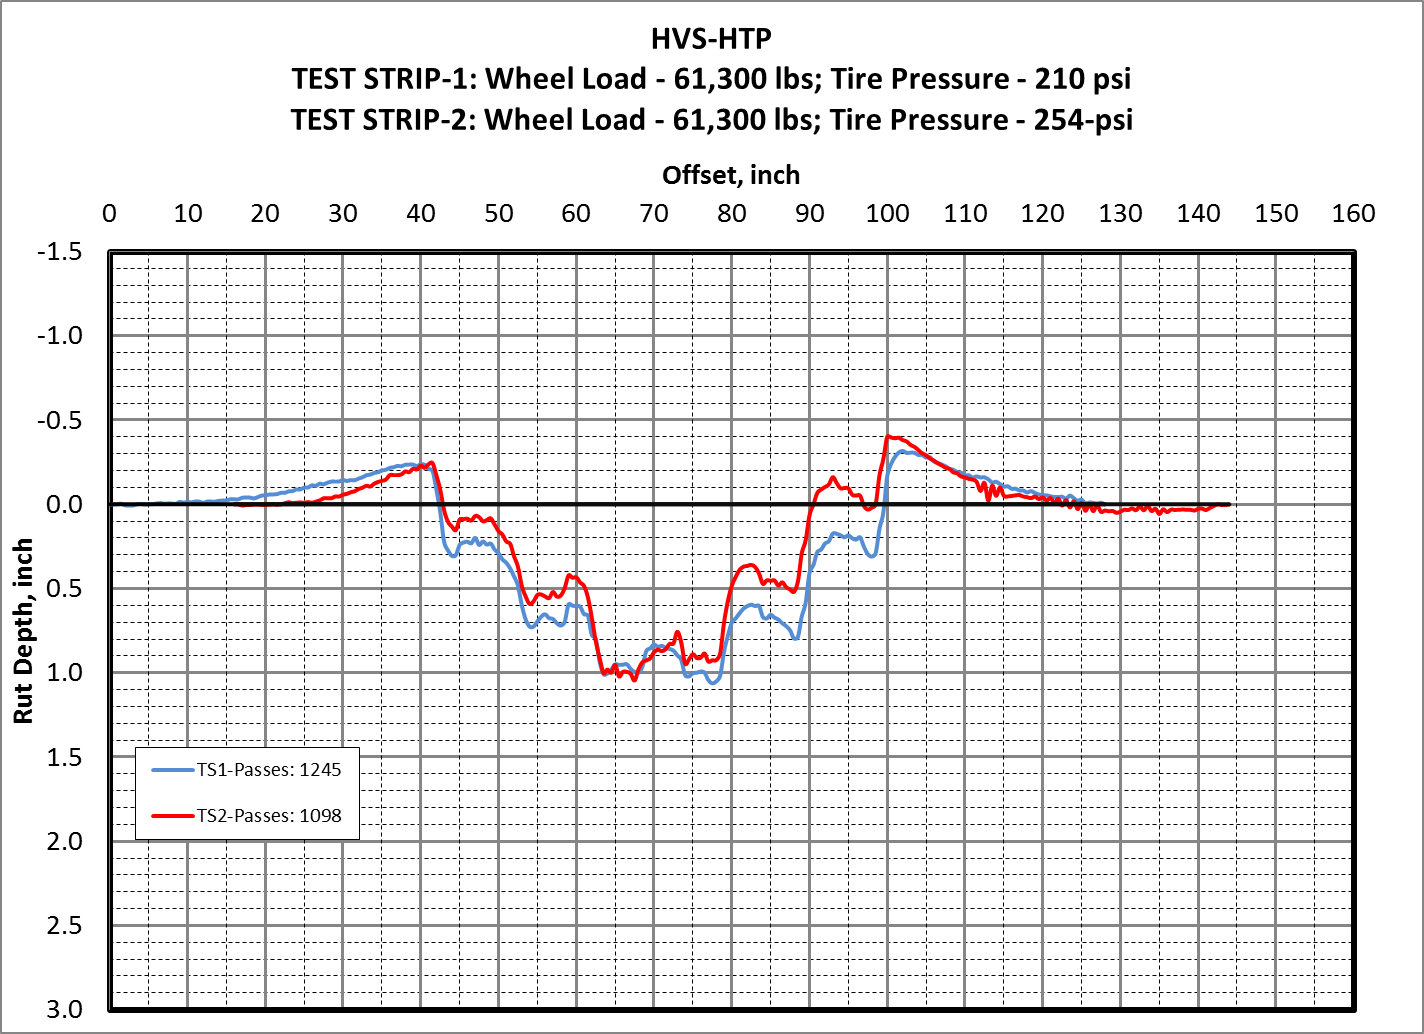 HVS-HTP
TEST STRIP-1: Wheel Load - 61,300 lbs; Tire Pressure - 210 psi
TEST STRIP-2: Wheel Load - 61,300 lbs; Tire Pressure - 254-psi
Offset, inch
0 10 20 30 40 50 60 70 80 90 100 110 120 130 140 150 160
-1.5
-1.0
-0.5
0.0
0.5
1.0
1.5
2.0
2.5
3.0
Rut Depth, inch
TS1-Passes: 1245
TS2-Passes: 1098